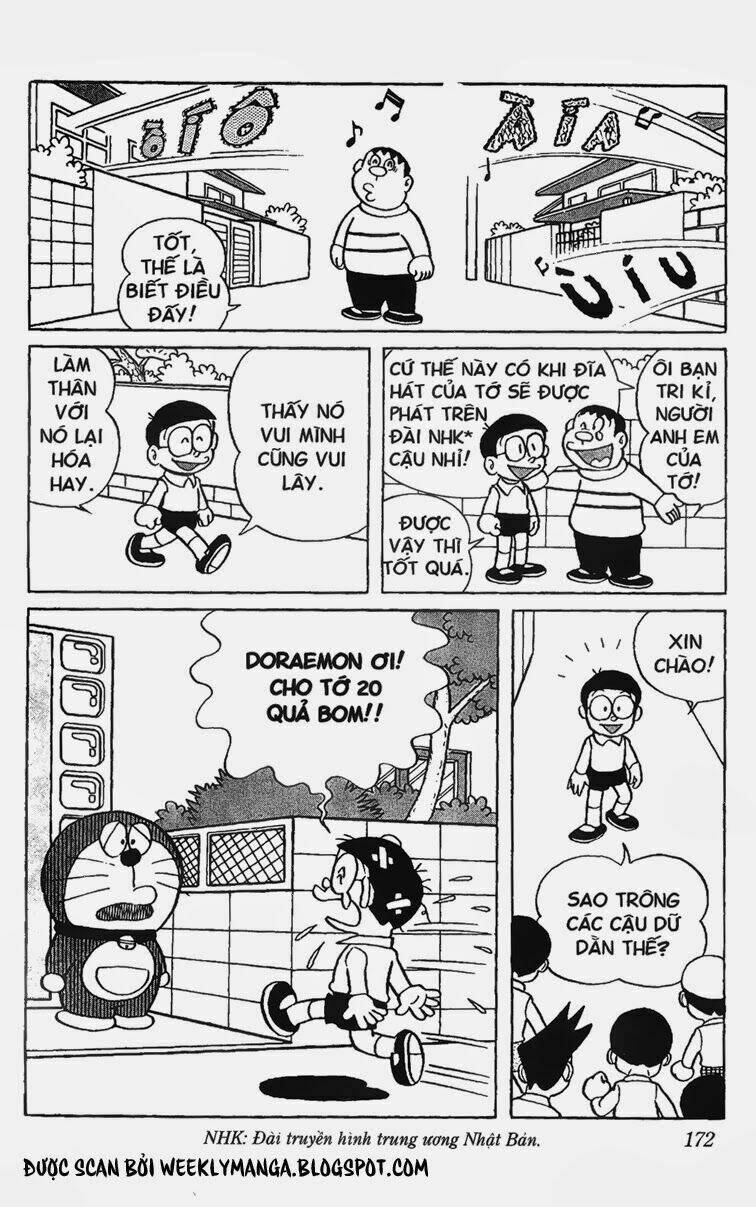 Ồ Í Ô
À Í A
Ù Í U
TỐT,
THẾ LÀ
BIẾT ĐIỀU
ĐẤY!
LÀM
THÂN
VỚI
NÓ LẠI
HÓA
HAY.
THẤY NÓ
VUI MÌNH
CŨNG VUI
LÂY.
CỨ THẾ NÀY CÓ KHI ĐĨA
HÁT CỦA TỚ SẼ ĐƯỢC
PHÁT TRÊN
ĐÀI NHK*
CẬU NHỈ!
ÔI BẠN
TRI KỈ,
NGƯỜI
ANH EM
CỦA
TỚ!
ĐƯỢC
VẬY THÌ
TỐT QUÁ.
DORAEMON ƠI!
CHO TỚ 20
QUẢ BOM!!
XIN
CHÀO!
SAO TRÔNG
CÁC CẬU DỮ
DẰN THẾ?
NHK: Đài truyền hình trung ương Nhật Bản.
172
ĐƯỢC SCAN BỞI WEEKLYMANGA.BLOGSPOT.COM